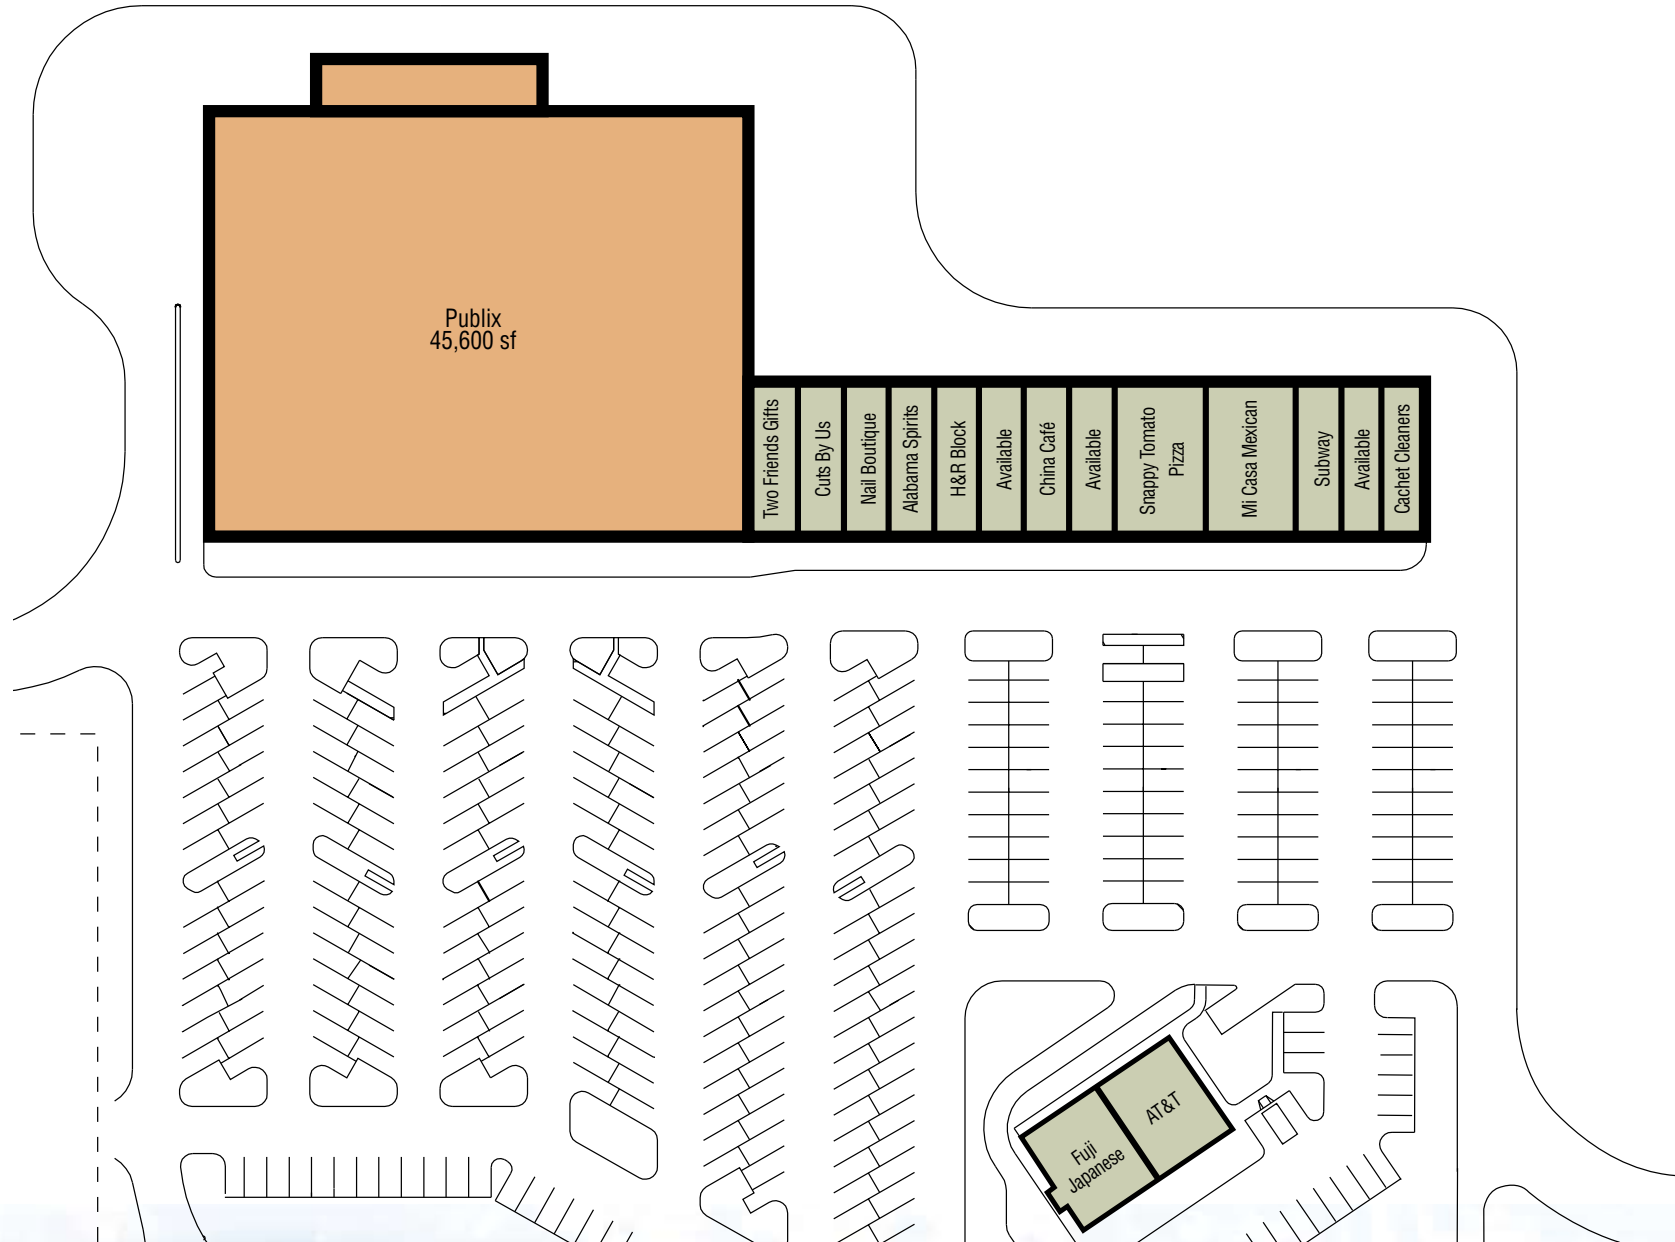 Publix
45,600 sf
Two Friends Gifts
Cuts By Us
Nail Boutique
Alabama Spirits
H&R Block
Available
China Café
Available
Snappy Tomato
Pizza
Mi Casa Mexican
Subway
Available
Cachet Cleaners
AT&T
Fuji
Japanese